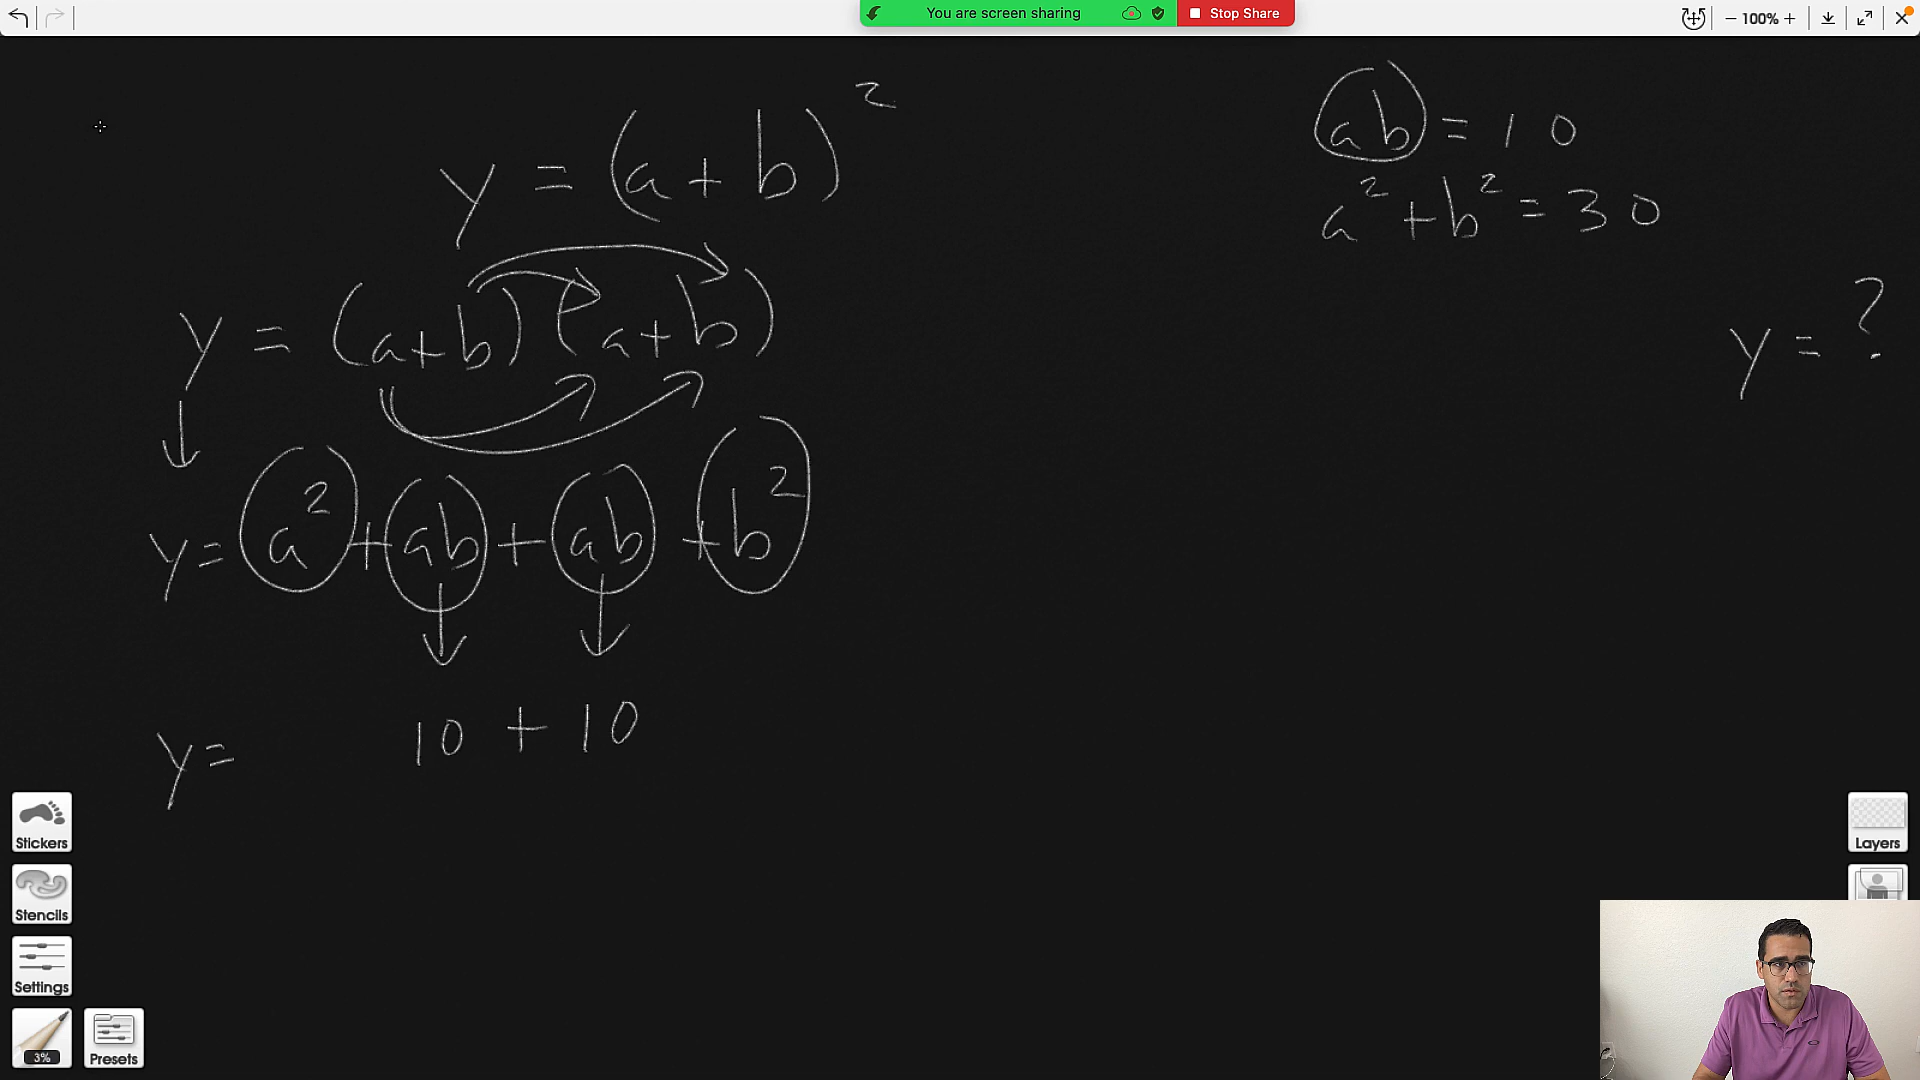 You are screen sharing
Stop Share
100%
y = (a + b)²
ab = 10
a² + b² = 30
y = (a+b)(a+b)
y = ?
y = a² + ab + ab + b²
y = 10 + 10
Stickers
Stencils
Settings
3%
Presets
Layers